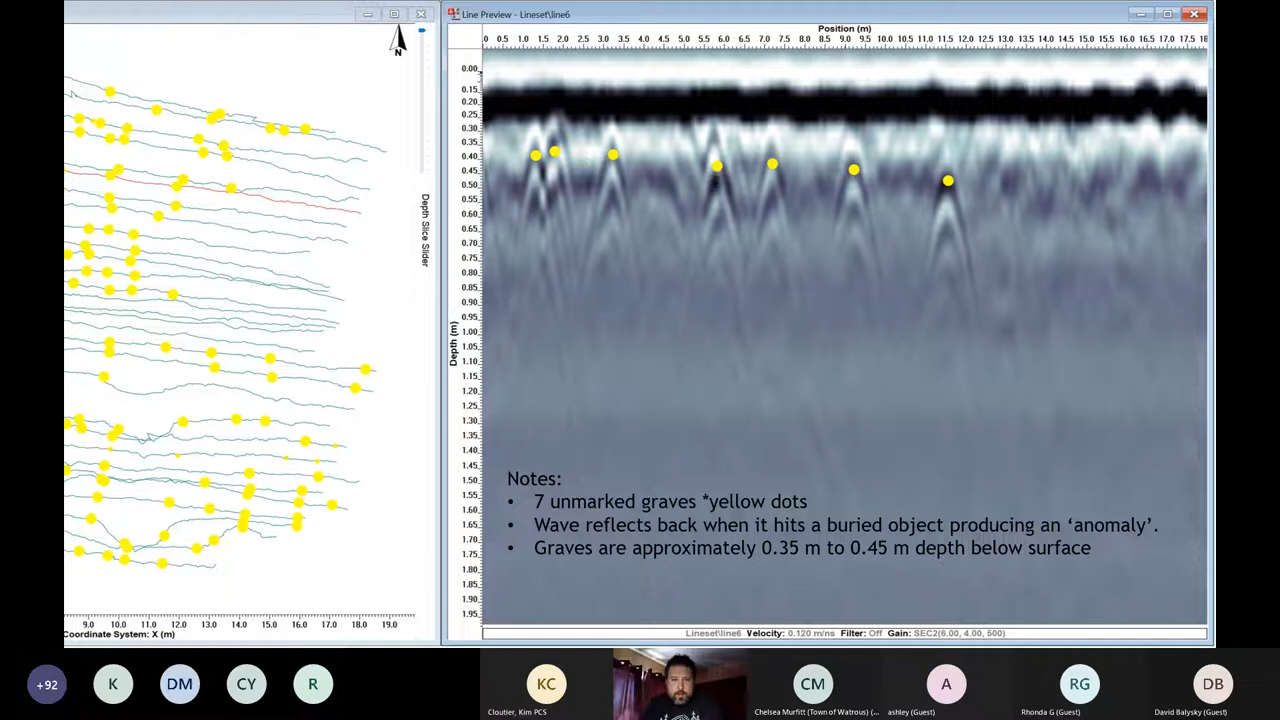 Line Preview - Lineset\line6
N
Position (m)
.0 0.5 1.0 1.5 2.0 2.5 3.0 3.5 4.0 4.5 5.0 5.5 6.0 6.5 7.0 7.5 8.0 8.5 9.0 9.5 10.0 10.5 11.0 11.5 12.0 12.5 13.0 13.5 14.0 14.5 15.0 15.5 16.0 16.5 17.0 17.5 18
0.00
0.15
0.20
0.25
0.30
0.35
0.40
0.45
0.50
0.55
0.60
0.65
0.70
0.75
0.80
0.85
0.90
0.95
1.00
1.05
1.10
1.15
1.20
1.25
1.30
1.35
1.40
1.45
1.50
1.55
1.60
1.65
1.70
1.75
1.80
1.85
1.90
1.95
Depth (m)
Depth Slice Slider
Notes:
• 7 unmarked graves *yellow dots
• Wave reflects back when it hits a buried object producing an ‘anomaly’.
• Graves are approximately 0.35 m to 0.45 m depth below surface
9.0 10.0 11.0 12.0 13.0 14.0 15.0 16.0 17.0 18.0 19.0
Coordinate System: X (m)
Lineset\line6 Velocity: 0.120 m/ns Filter: Off Gain: SEC2(6.00, 4.00, 500)
+92 K DM CY R KC CM A RG DB
Cloutier, Kim PCS
Chelsea Murfitt (Town of Watrous) (...
ashley (Guest)
Rhonda G (Guest)
David Balysky (Guest)